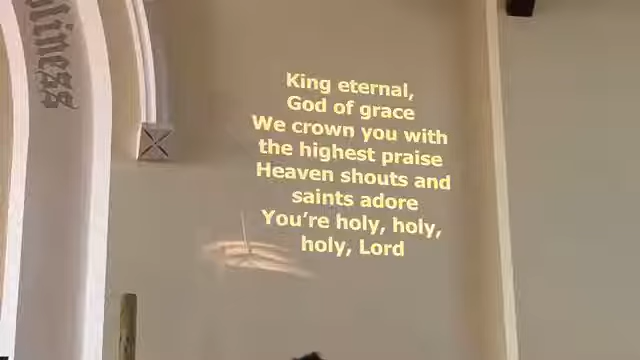 King eternal,
God of grace
We crown you with
the highest praise
Heaven shouts and
saints adore
You're holy, holy,
holy, Lord